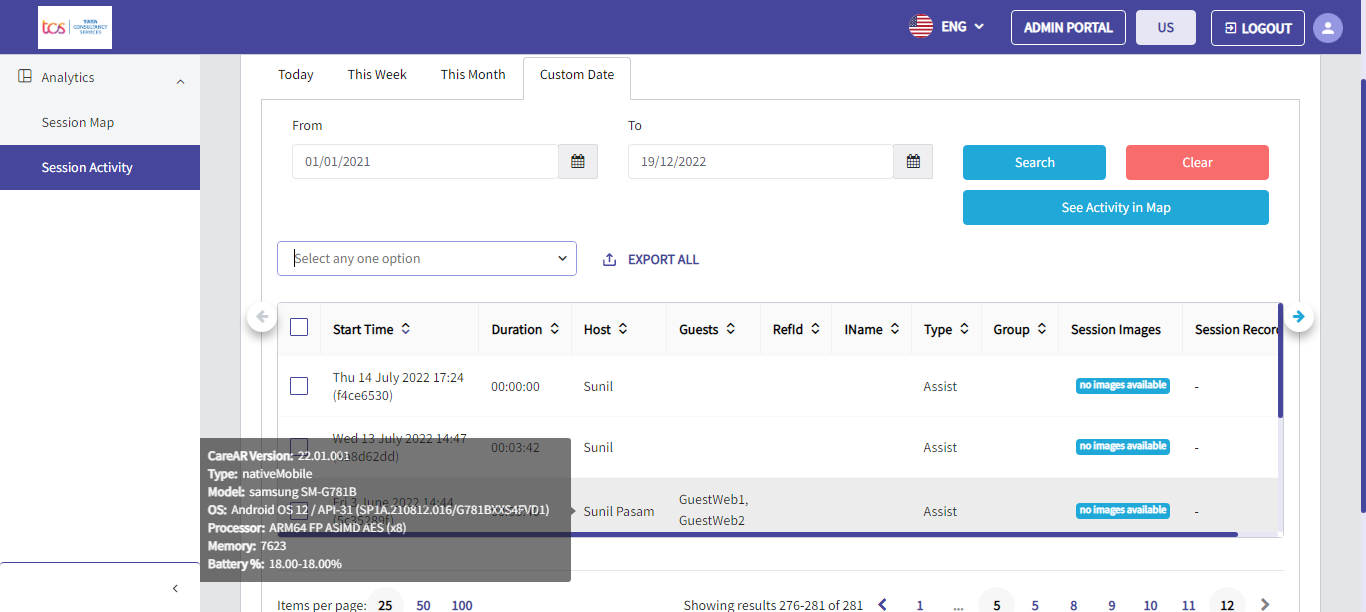 tcs TATA CONSULTANCY SERVICES
ENG
ADMIN PORTAL
US
LOGOUT
Analytics
Session Map
Session Activity
Today
This Week
This Month
Custom Date
From
To
01/01/2021
19/12/2022
Search
Clear
See Activity in Map
Select any one option
EXPORT ALL
Start Time
Duration
Host
Guests
RefId
IName
Type
Group
Session Images
Session Recor
Thu 14 July 2022 17:24
(f4ce6530)
00:00:00
Sunil
Assist
no images available
-
Wed 13 July 2022 14:47
8d62dd)
00:03:42
Sunil
Assist
no images available
-
Fri 3 June 2022 14:44
Sunil Pasam
GuestWeb1,
GuestWeb2
Assist
no images available
-
CareAR Version: 22.01.001
Type: nativeMobile
Model: samsung SM-G781B
OS: Android OS 12 / API-31 (SP1A.210812.016/G781BXXS4FVD1)
Processor: ARM64 FP ASIMD AES (x8)
Memory: 7623
Battery %: 18.00-18.00%
Items per page: 25 50 100
Showing results 276-281 of 281
1 ... 5 5 8 9 10 11 12